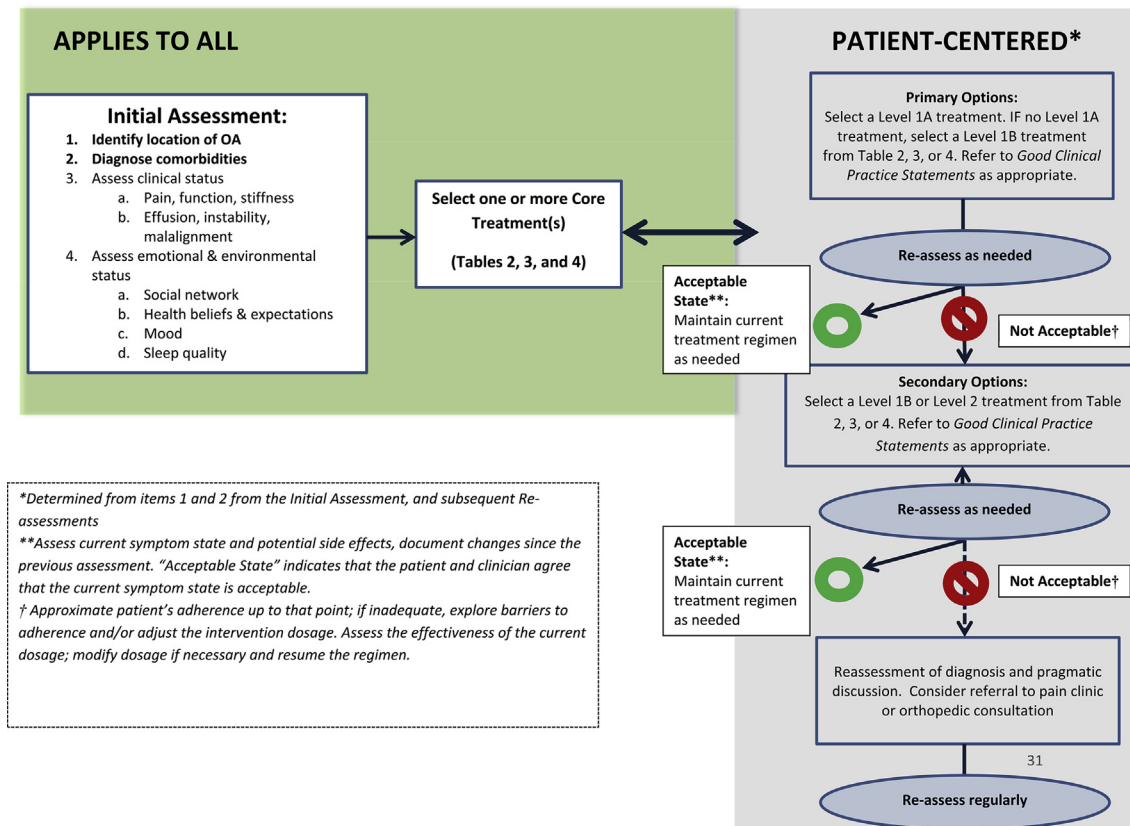 APPLIES TO ALL
Initial Assessment:
1. Identify location of OA
2. Diagnose comorbidities
3. Assess clinical status
a. Pain, function, stiffness
b. Effusion, instability,
malalignment
4. Assess emotional & environmental
status
a. Social network
b. Health beliefs & expectations
c. Mood
d. Sleep quality
Select one or more Core
Treatment(s)
(Tables 2, 3, and 4)
PATIENT-CENTERED*
Primary Options:
Select a Level 1A treatment. IF no Level 1A
treatment, select a Level 1B treatment
from Table 2, 3, or 4. Refer to Good Clinical
Practice Statements as appropriate.
Re-assess as needed
Acceptable
State**:
Maintain current
treatment regimen
as needed
Not Acceptable†
Secondary Options:
Select a Level 1B or Level 2 treatment from Table
2, 3, or 4. Refer to Good Clinical Practice
Statements as appropriate.
Re-assess as needed
Acceptable
State**:
Maintain current
treatment regimen
as needed
Not Acceptable†
Reassessment of diagnosis and pragmatic
discussion. Consider referral to pain clinic
or orthopedic consultation
31
Re-assess regularly
*Determined from items 1 and 2 from the Initial Assessment, and subsequent Re-
assessments
**Assess current symptom state and potential side effects, document changes since the
previous assessment. “Acceptable State” indicates that the patient and clinician agree
that the current symptom state is acceptable.
† Approximate patient’s adherence up to that point; if inadequate, explore barriers to
adherence and/or adjust the intervention dosage. Assess the effectiveness of the current
dosage; modify dosage if necessary and resume the regimen.